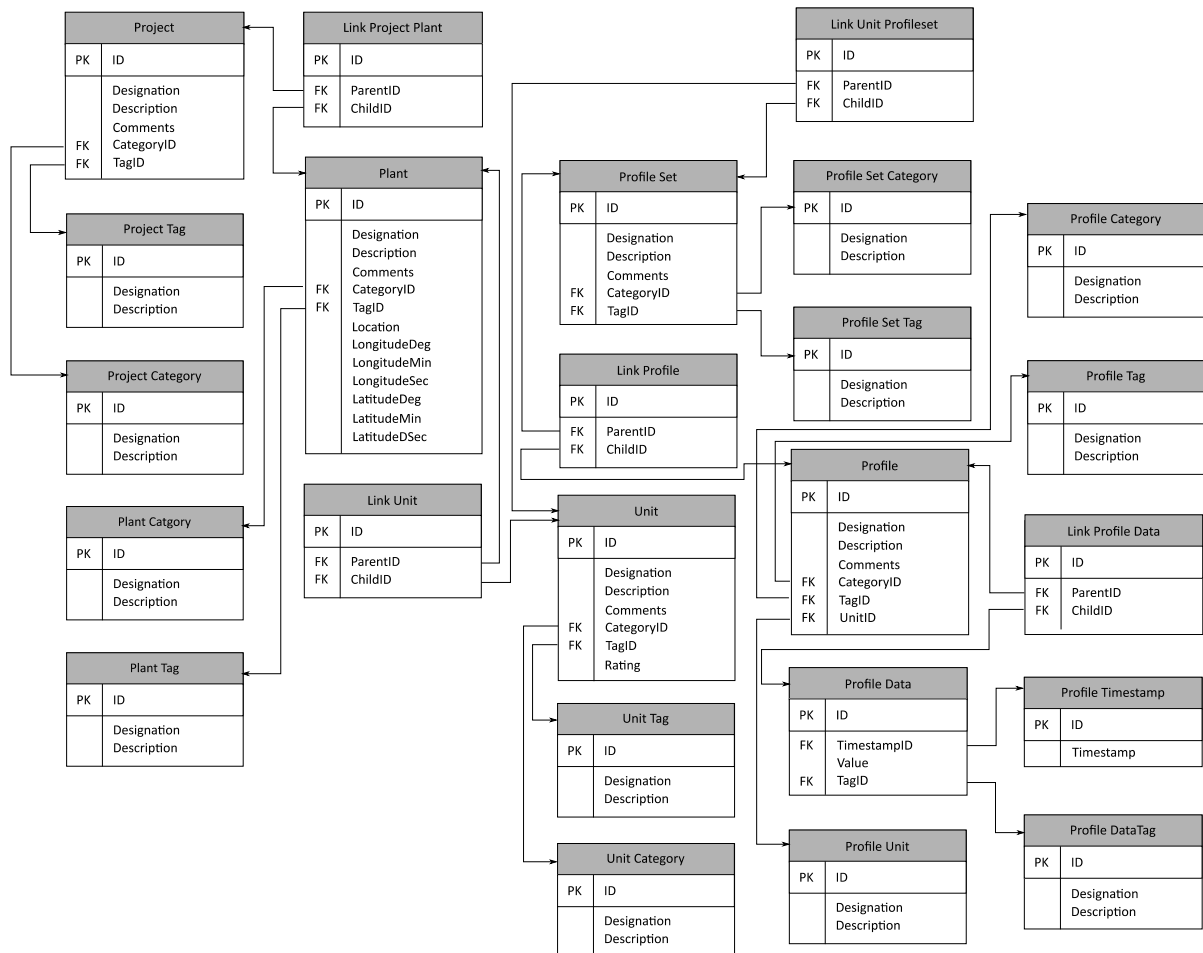 Project
PK ID
Designation
Description
Comments
FK CategoryID
FK TagID
Link Project Plant
PK ID
FK ParentID
FK ChildID
Link Unit Profileset
PK ID
FK ParentID
FK ChildID
Plant
PK ID
Designation
Description
Comments
FK CategoryID
FK TagID
Location
LongitudeDeg
LongitudeMin
LongitudeSec
LatitudeDeg
LatitudeMin
LatitudeDSec
Profile Set
PK ID
Designation
Description
Comments
FK CategoryID
FK TagID
Profile Set Category
PK ID
Designation
Description
Profile Category
PK ID
Designation
Description
Project Tag
PK ID
Designation
Description
Profile Set Tag
PK ID
Designation
Description
Link Profile
PK ID
FK ParentID
FK ChildID
Project Category
PK ID
Designation
Description
Profile Tag
PK ID
Designation
Description
Profile
PK ID
Designation
Description
Comments
FK CategoryID
FK TagID
FK UnitID
Link Unit
PK ID
FK ParentID
FK ChildID
Unit
PK ID
Designation
Description
Comments
FK CategoryID
FK TagID
Rating
Plant Catgory
PK ID
Designation
Description
Link Profile Data
PK ID
FK ParentID
FK ChildID
Plant Tag
PK ID
Designation
Description
Profile Data
PK ID
FK TimestampID
Value
FK TagID
Profile Timestamp
PK ID
Timestamp
Unit Tag
PK ID
Designation
Description
Profile DataTag
PK ID
Designation
Description
Profile Unit
PK ID
Designation
Description
Unit Category
PK ID
Designation
Description